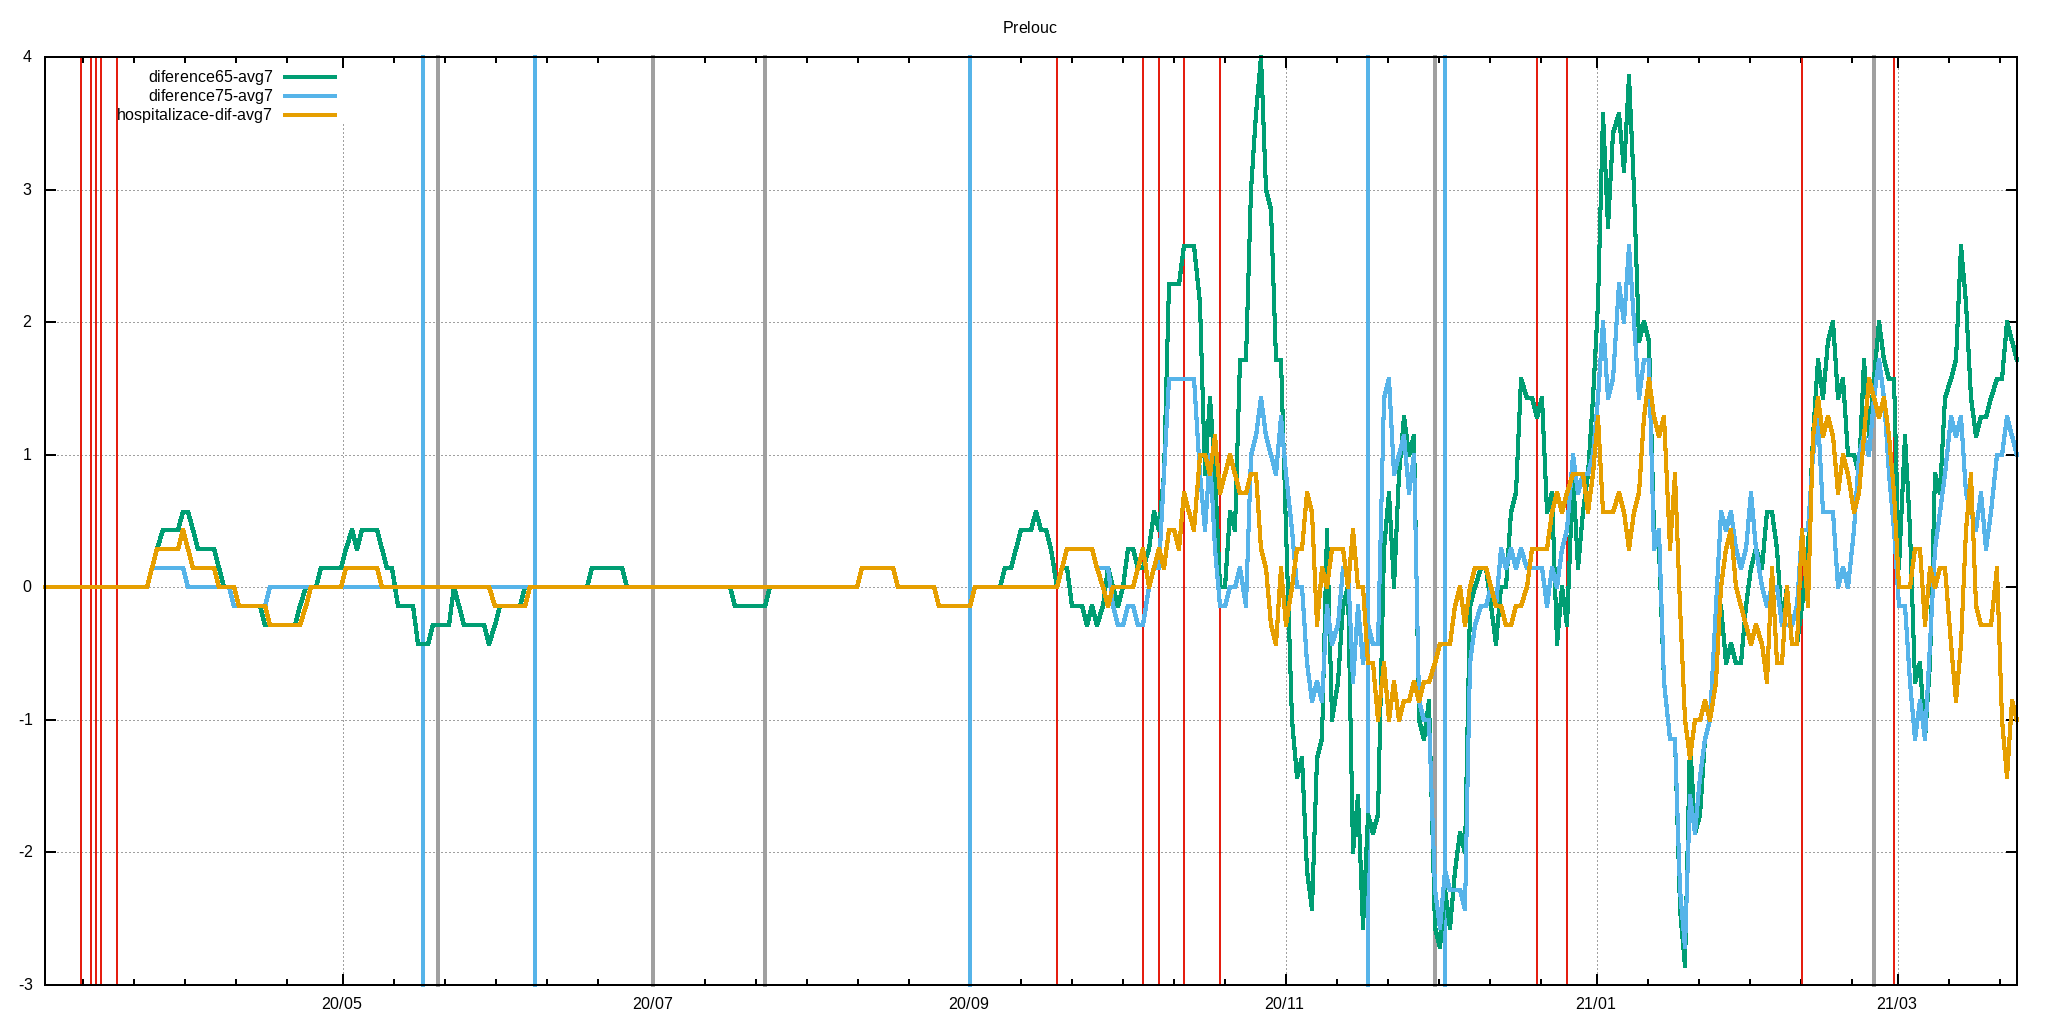 Prelouc
4
diference65-avg7
diference75-avg7
hospitalizace-dif-avg7
3
2
1
0
-1
-2
-3
20/05 20/07 20/09 20/11 21/01 21/03